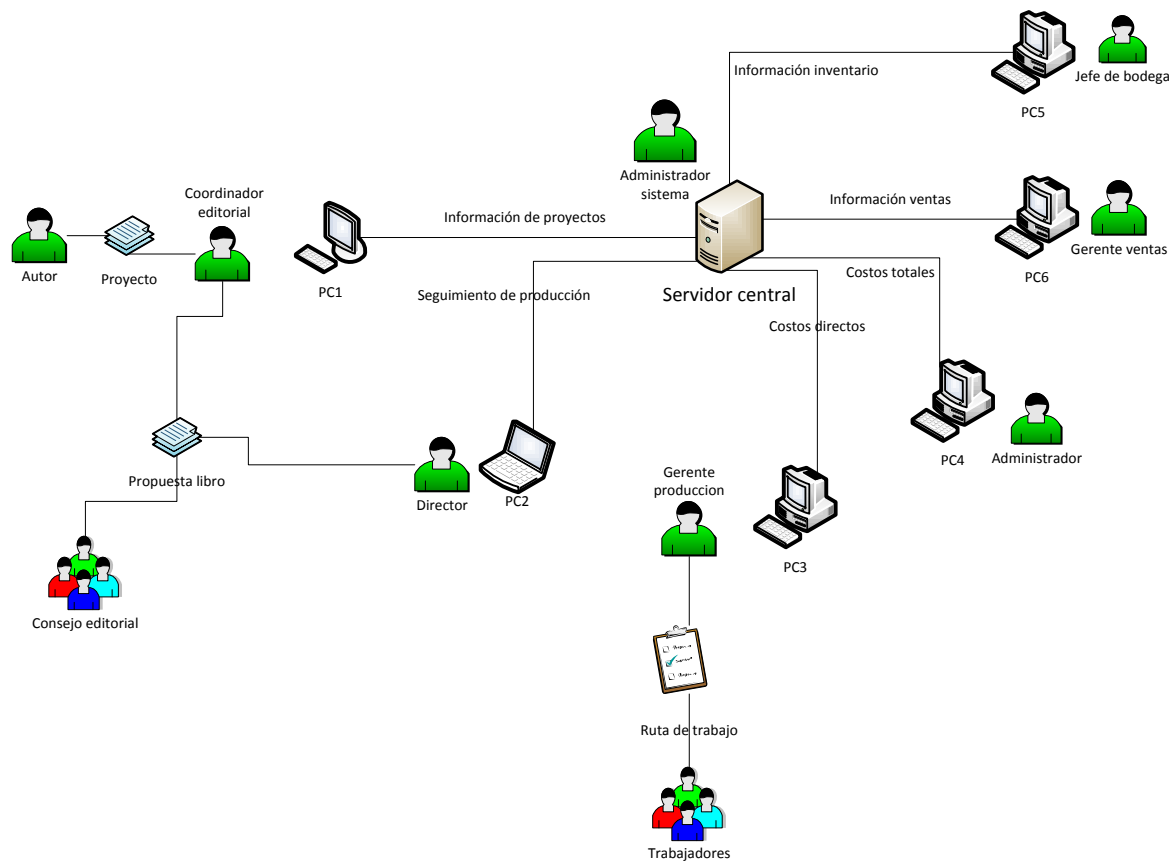 Información inventario
Jefe de bodega
PC5
Administrador
sistema
Coordinador
editorial
Información de proyectos
Información ventas
Gerente ventas
PC6
Autor
Proyecto
PC1
Seguimiento de producción
Servidor central
Costos totales
Costos directos
PC4
Administrador
Propuesta libro
Director
PC2
Gerente
produccion
PC3
Consejo editorial
Ruta de trabajo
Trabajadores